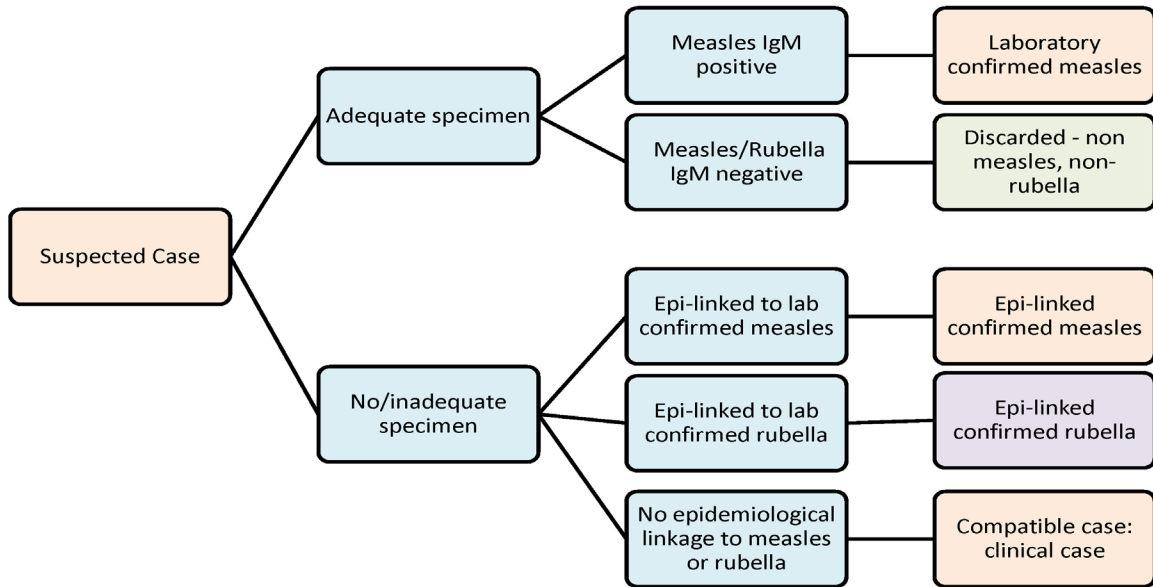 Suspected Case
Adequate specimen
No/inadequate
specimen
Measles IgM
positive
Measles/Rubella
IgM negative
Epi-linked to lab
confirmed measles
Epi-linked to lab
confirmed rubella
No epidemiological
linkage to measles
or rubella
Laboratory
confirmed measles
Discarded - non
measles, non-
rubella
Epi-linked
confirmed measles
Epi-linked
confirmed rubella
Compatible case:
clinical case